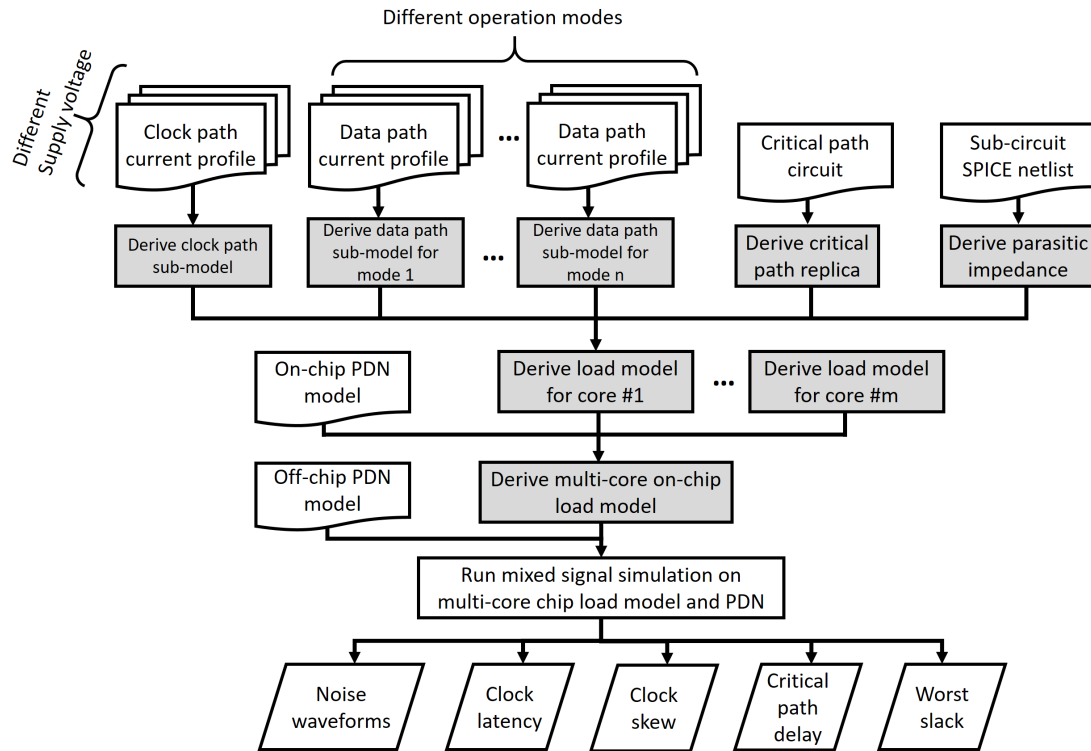 Different operation modes
Different
Supply voltage
Clock path
current profile
Data path
current profile
...
Data path
current profile
Critical path
circuit
Sub-circuit
SPICE netlist
Derive clock path
sub-model
Derive data path
sub-model for
mode 1
...
Derive data path
sub-model for
mode n
Derive critical
path replica
Derive parasitic
impedance
On-chip PDN
model
Derive load model
for core #1
...
Derive load model
for core #m
Off-chip PDN
model
Derive multi-core on-chip
load model
Run mixed signal simulation on
multi-core chip load model and PDN
Noise
waveforms
Clock
latency
Clock
skew
Critical
path
delay
Worst
slack